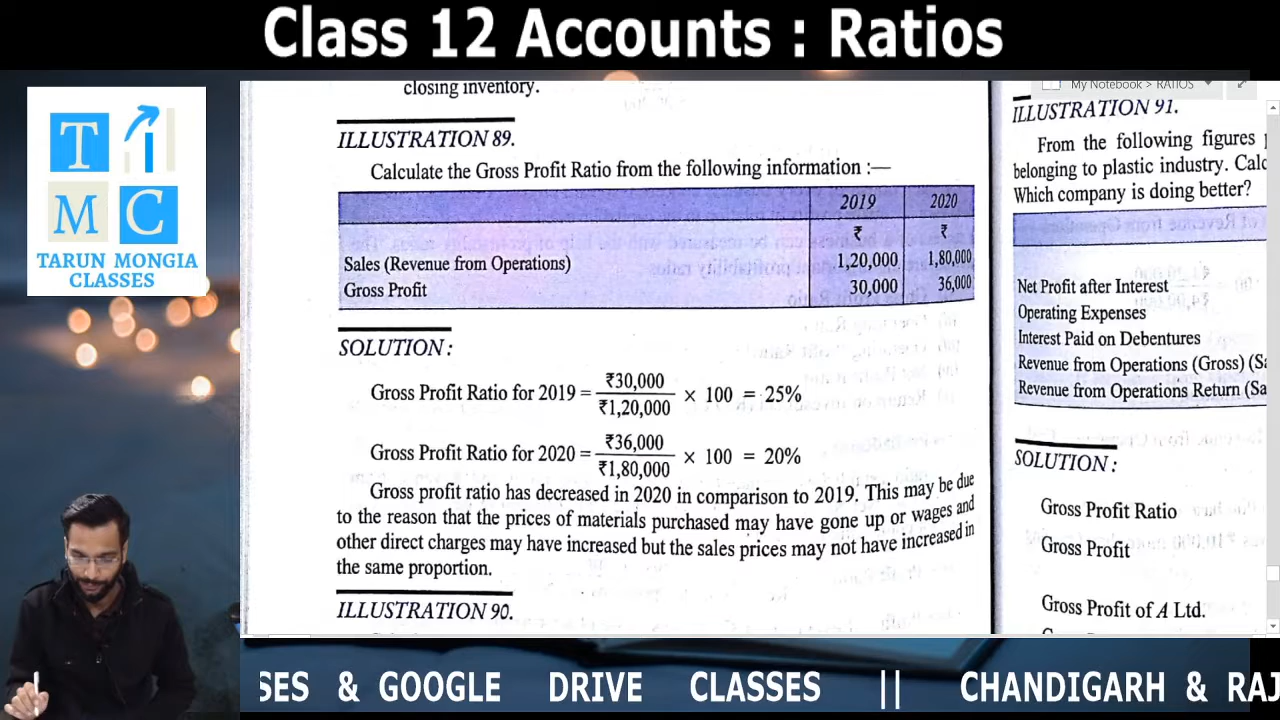 Class 12 Accounts : Ratios
T
M C
TARUN MONGIA
CLASSES
My Notebook > RATIOS
closing inventory.
ILLUSTRATION 89.
Calculate the Gross Profit Ratio from the following information :—
2019 2020
₹ ₹
Sales (Revenue from Operations) 1,20,000 1,80,000
Gross Profit 30,000 36,000
SOLUTION :
Gross Profit Ratio for 2019 = ₹30,000 / ₹1,20,000 × 100 = 25%
Gross Profit Ratio for 2020 = ₹36,000 / ₹1,80,000 × 100 = 20%
Gross profit ratio has decreased in 2020 in comparison to 2019. This may be due
to the reason that the prices of materials purchased may have gone up or wages and
other direct charges may have increased but the sales prices may not have increased in
the same proportion.
ILLUSTRATION 90.
ILLUSTRATION 91.
From the following figures
belonging to plastic industry. Calc
Which company is doing better?
Net Profit after Interest
Operating Expenses
Interest Paid on Debentures
Revenue from Operations (Gross) (Sa
Revenue from Operations Return (Sa
SOLUTION :
Gross Profit Ratio
Gross Profit
Gross Profit of A Ltd.
SES & GOOGLE DRIVE CLASSES || CHANDIGARH & RAJ